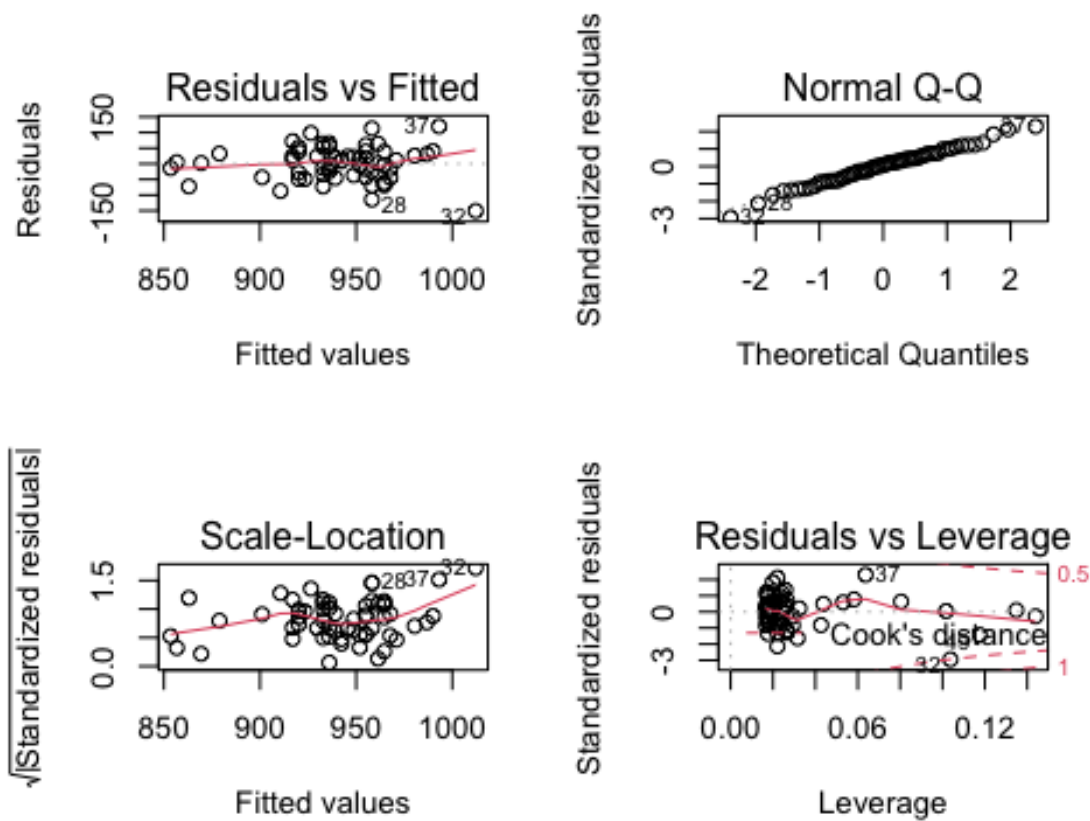 Residuals vs Fitted
Residuals
150
-150
37
28
32
850 900 950 1000
Fitted values
Normal Q-Q
Standardized residuals
0
-3
28
-2 -1 0 1 2
Theoretical Quantiles
Scale-Location
√|Standardized residuals|
1.5
0.0
28
37
32
850 900 950 1000
Fitted values
Residuals vs Leverage
Standardized residuals
0
-3
37
Cook's distance
32
0.5
1
0.00 0.06 0.12
Leverage